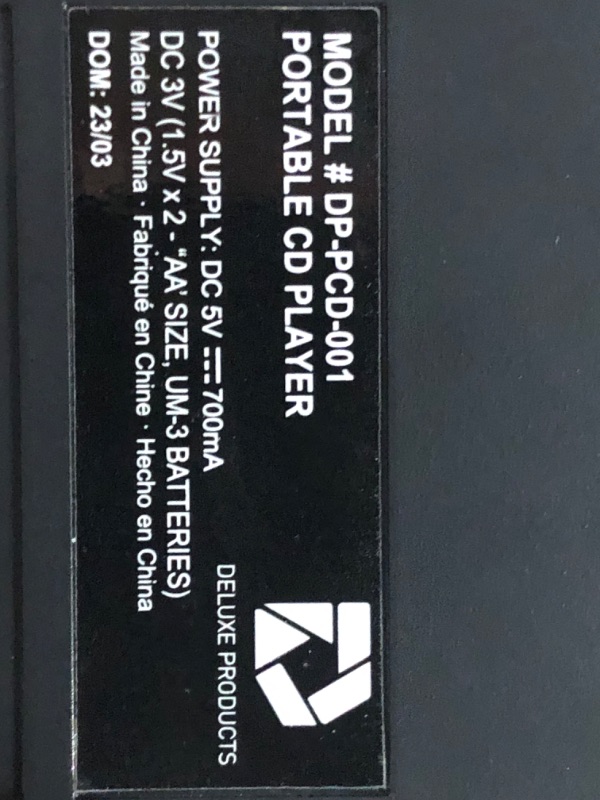 MODEL # DP-PCD-001
PORTABLE CD PLAYER
DELUXE PRODUCTS
POWER SUPPLY: DC 5V ⎓ 700mA
DC 3V (1.5V x 2 - “AA' SIZE, UM-3 BATTERIES)
Made in China · Fabriqué en Chine · Hecho en China
DOM: 23/03